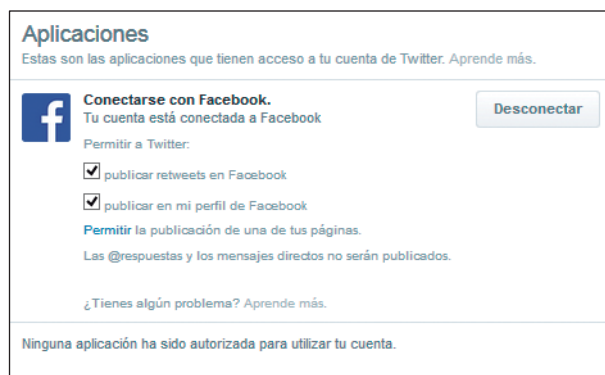 Aplicaciones
Estas son las aplicaciones que tienen acceso a tu cuenta de Twitter. Aprende más.
Conectarse con Facebook.
Tu cuenta está conectada a Facebook
Desconectar
Permitir a Twitter:
publicar retweets en Facebook
publicar en mi perfil de Facebook
Permitir la publicación de una de tus páginas.
Las @respuestas y los mensajes directos no serán publicados.
¿Tienes algún problema? Aprende más.
Ninguna aplicación ha sido autorizada para utilizar tu cuenta.